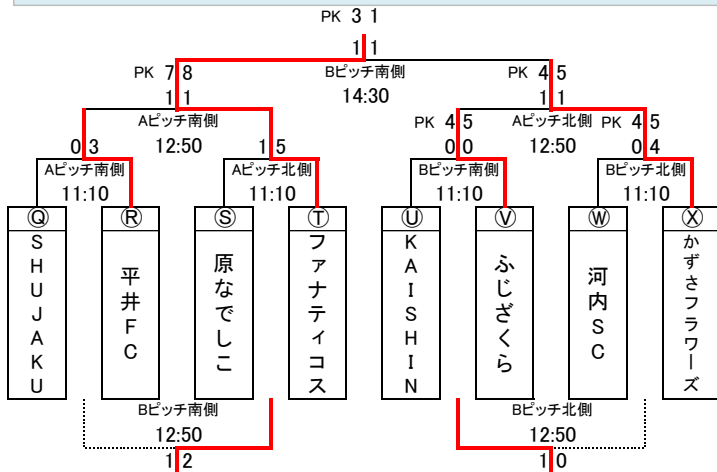 PK 3 1
1 1
Bピッチ南側
14:30
PK 7 8
1 1
Aピッチ南側
12:50
PK 4 5
1 1
Aピッチ北側
12:50
0 3
Aピッチ南側
11:10
1 5
Aピッチ北側
11:10
PK 4 5
0 0
Bピッチ南側
11:10
PK 4 5
0 4
Bピッチ北側
11:10
Ⓠ
SHUJAKU
Ⓡ
平井FC
Ⓢ
原なでしこ
Ⓣ
ファナティコス
Ⓤ
KAISHIN
Ⓥ
ふじざくら
Ⓦ
河内SC
Ⓧ
かずさフラワーズ
Bピッチ南側
12:50
1 2
Bピッチ北側
12:50
1 0